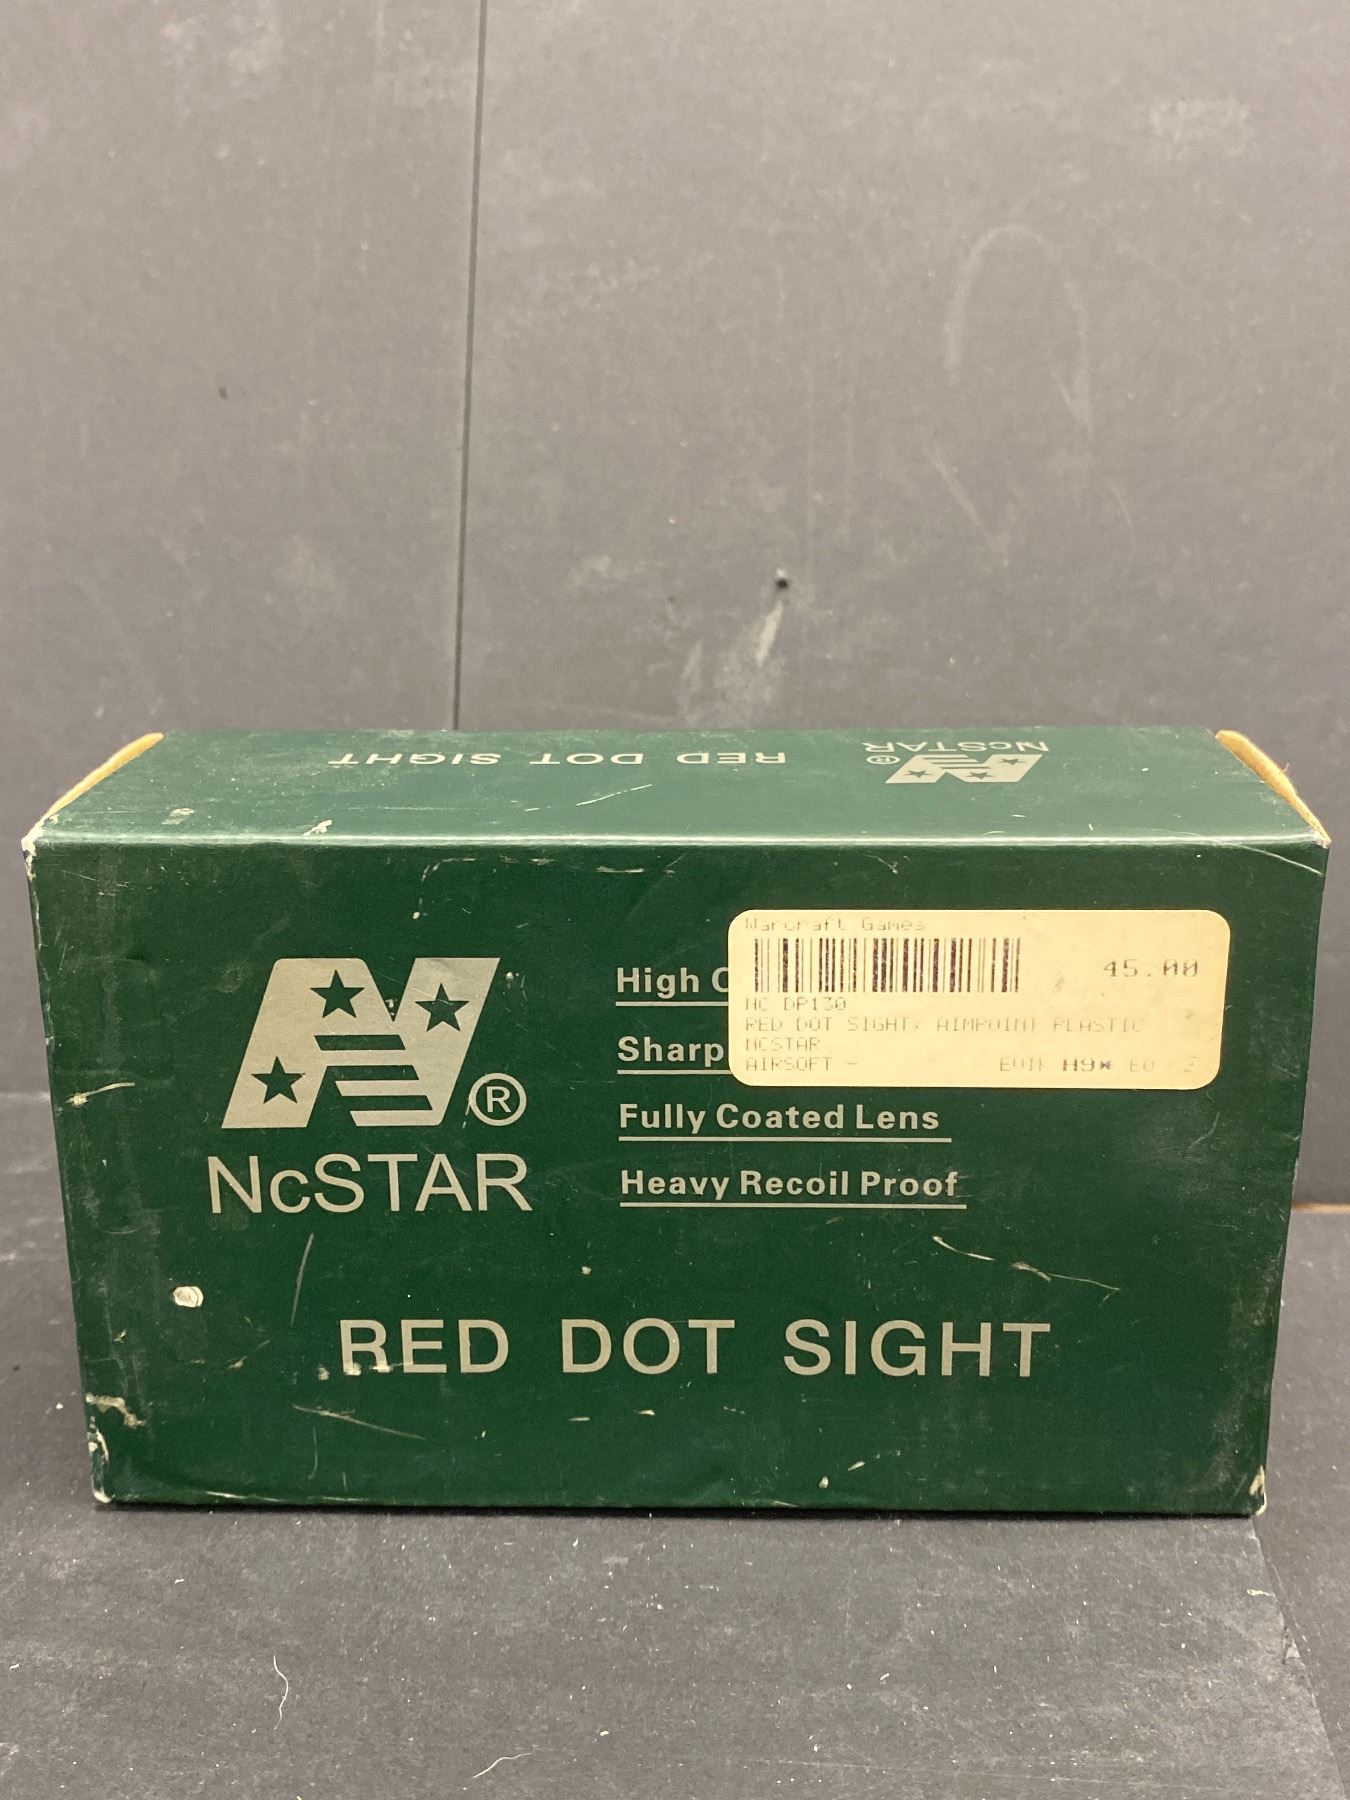 RED DOT SIGHT
NcSTAR
®
Warcraft Games
45.00
NC DP130
RED DOT SIGHT, AIMPOINT PLASTIC
NCSTAR
AIRSOFT -
H9*
High
Sharp
Fully Coated Lens
Heavy Recoil Proof
®
NcSTAR
RED DOT SIGHT